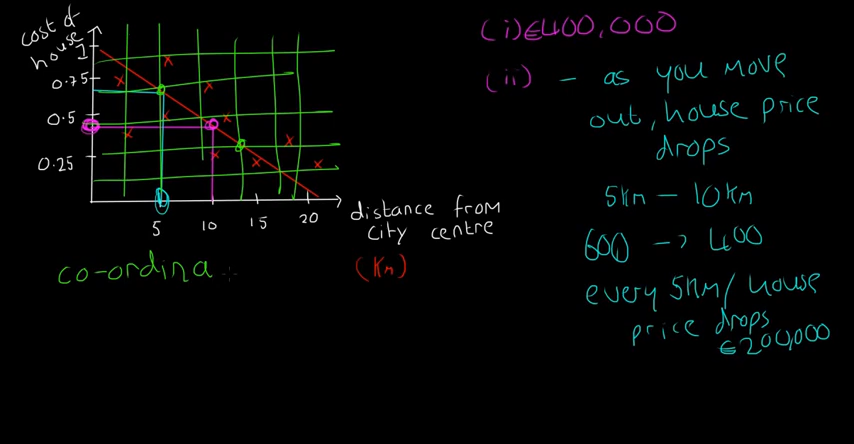 cost of
house
1
0.75
0.5
0.25
5
10
15
20
distance from
City centre
(Km)
co-ordina
(i) €400,000
(ii) - as you move
out, house price
drops
5km - 10km
600 -> 400
every 5km/house
price drops
€200,000